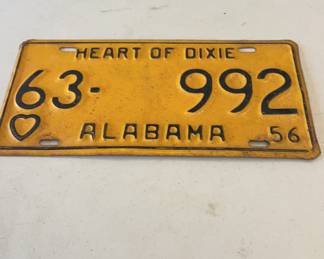 HEART OF DIXIE
63- 992
ALABAMA 56